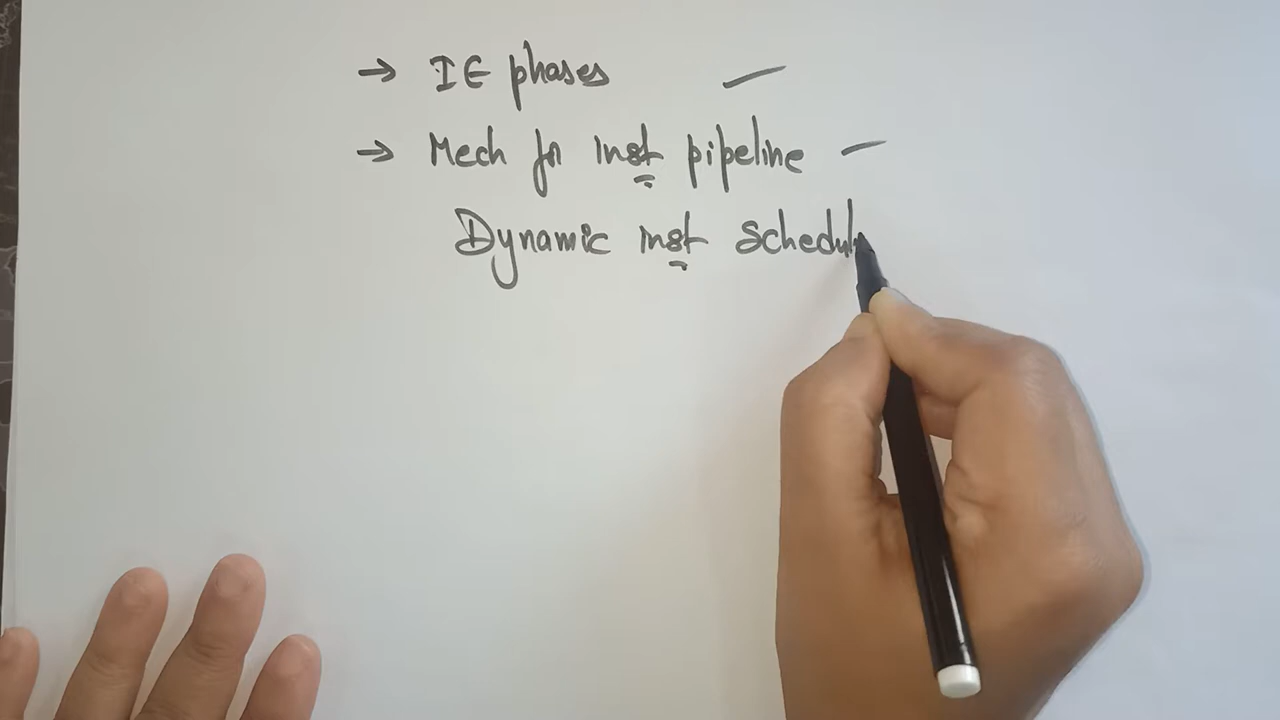 → IE phases —
→ Mech for inst pipeline —
Dynamic inst Schedul